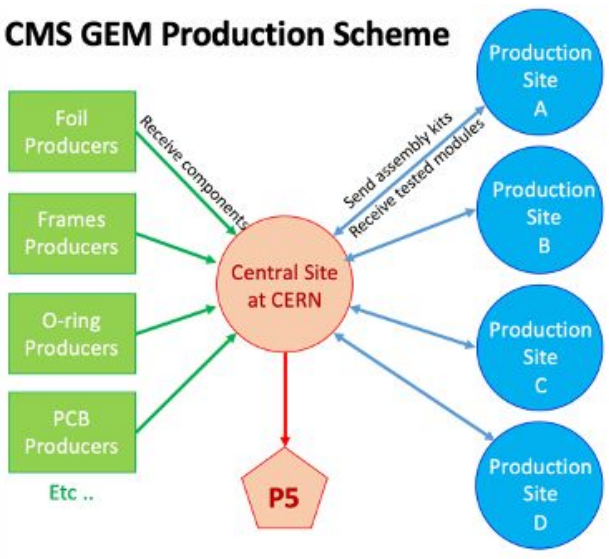 CMS GEM Production Scheme
Foil
Producers
Frames
Producers
O-ring
Producers
PCB
Producers
Etc ..
Receive components
Central Site
at CERN
P5
Send assembly kits
Receive tested modules
Production
Site
A
Production
Site
B
Production
Site
C
Production
Site
D